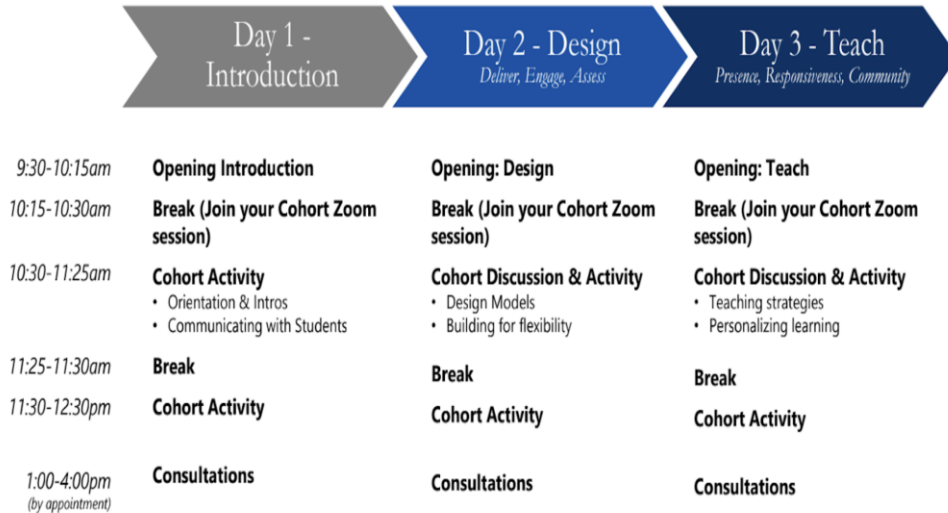 Day 1 -
Introduction
Day 2 - Design
Deliver, Engage, Assess
Day 3 - Teach
Presence, Responsiveness, Community
9:30-10:15am
Opening Introduction
Opening: Design
Opening: Teach
10:15-10:30am
Break (Join your Cohort Zoom
session)
Break (Join your Cohort Zoom
session)
Break (Join your Cohort Zoom
session)
10:30-11:25am
Cohort Activity
• Orientation & Intros
• Communicating with Students
Cohort Discussion & Activity
• Design Models
• Building for flexibility
Cohort Discussion & Activity
• Teaching strategies
• Personalizing learning
11:25-11:30am
Break
Break
Break
11:30-12:30pm
Cohort Activity
Cohort Activity
Cohort Activity
1:00-4:00pm
(by appointment)
Consultations
Consultations
Consultations